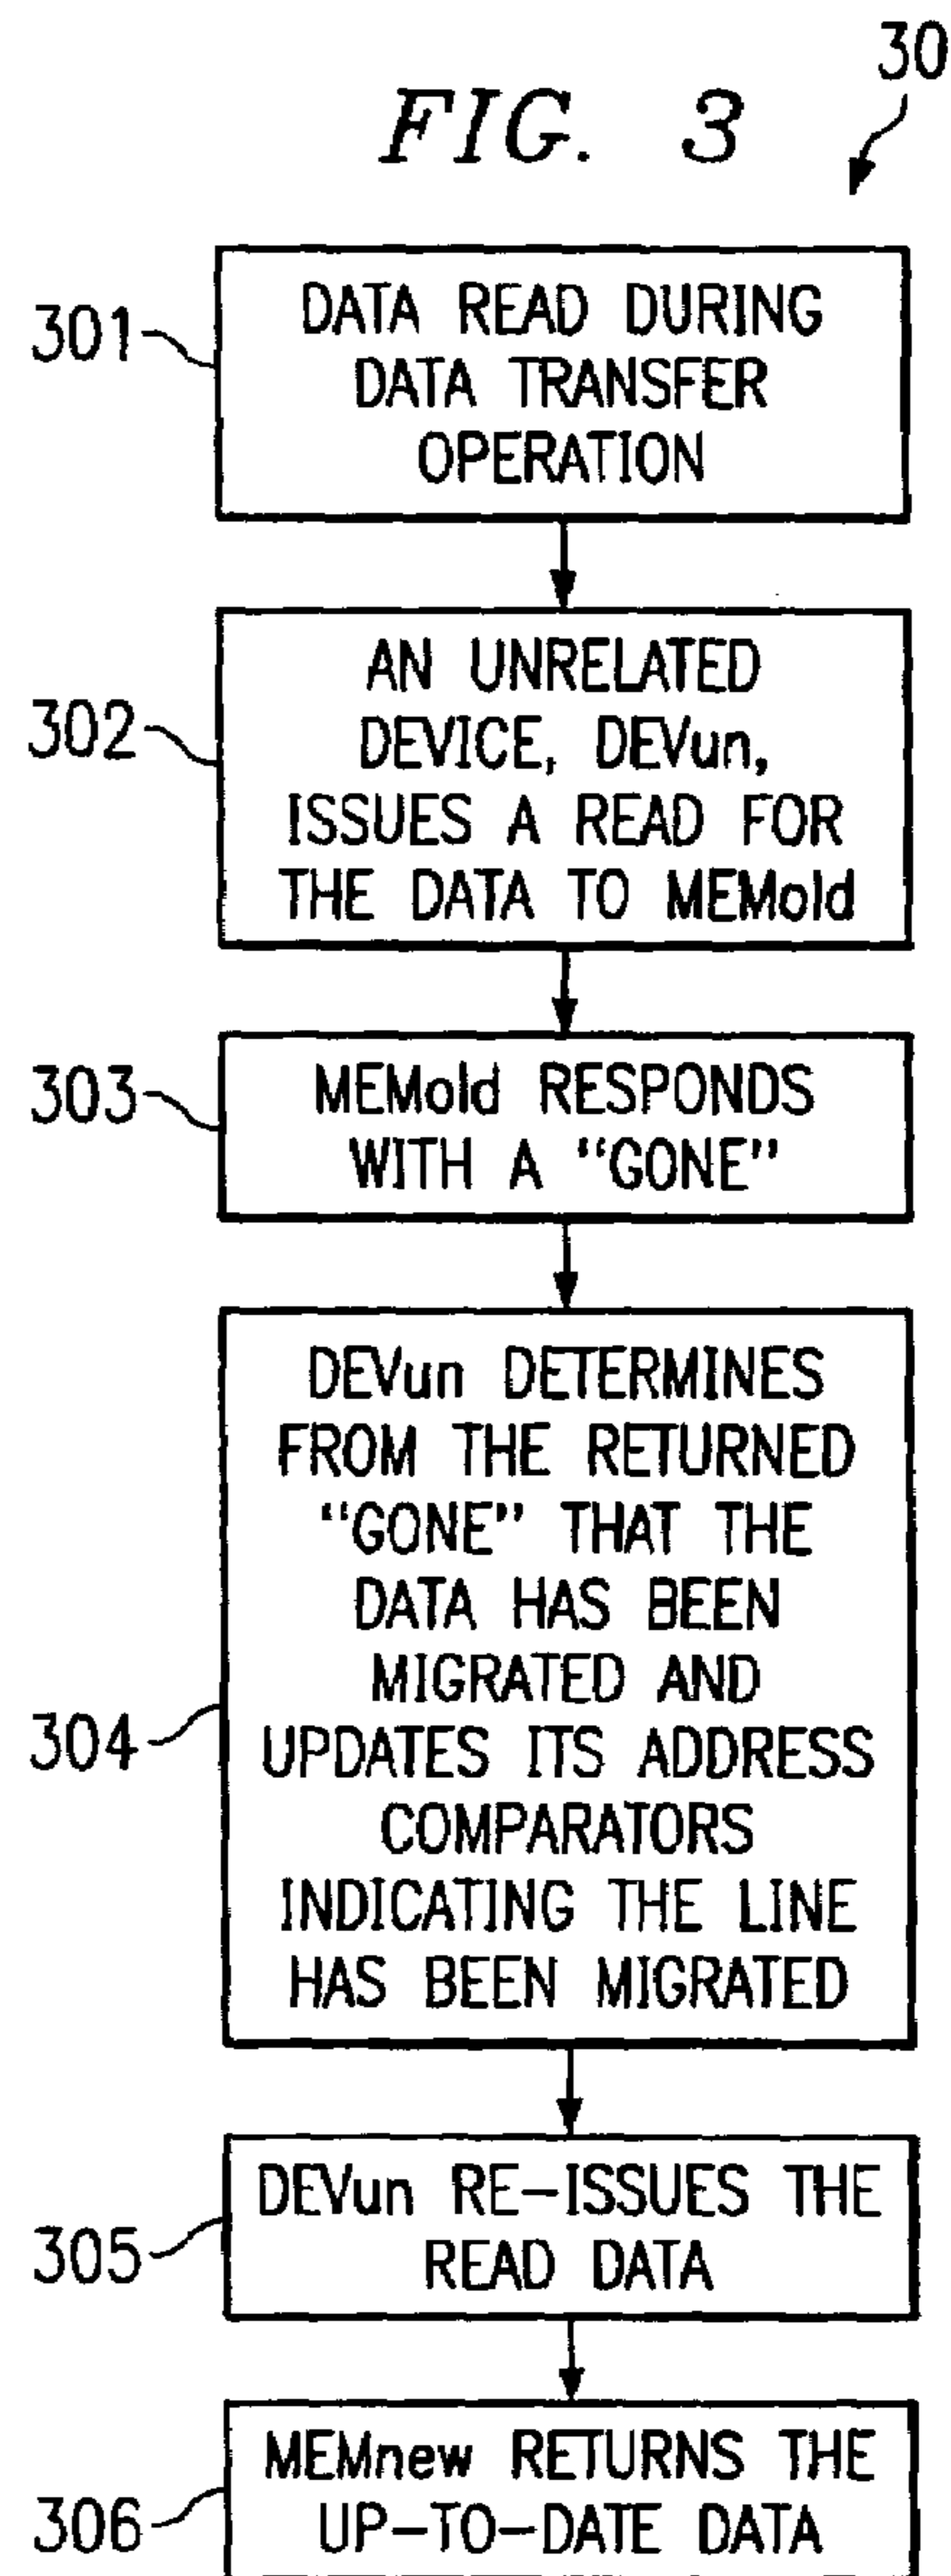 30
FIG. 3
301
DATA READ DURING
DATA TRANSFER
OPERATION
302
AN UNRELATED
DEVICE, DEVun,
ISSUES A READ FOR
THE DATA TO MEMold
303
MEMold RESPONDS
WITH A "GONE"
304
DEVun DETERMINES
FROM THE RETURNED
"GONE" THAT THE
DATA HAS BEEN
MIGRATED AND
UPDATES ITS ADDRESS
COMPARATORS
INDICATING THE LINE
HAS BEEN MIGRATED
305
DEVun RE-ISSUES THE
READ DATA
306
MEMnew RETURNS THE
UP-TO-DATE DATA